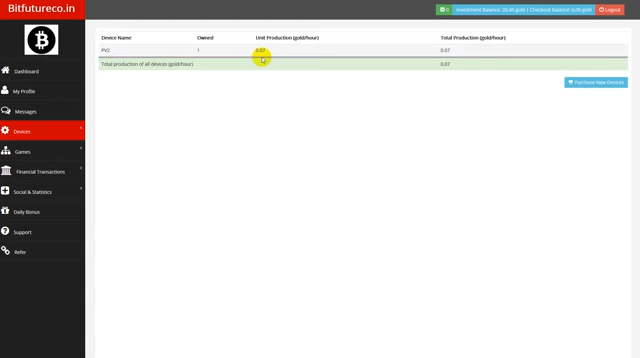 Bitfutureco.in
0
Investment Balance: 29,40 gold | Checkout Balance: 0,00 gold
Logout
Dashboard
My Profile
Messages
Devices
Games
Financial Transactions
Social & Statistics
Daily Bonus
Support
Refer
Device Name Owned Unit Production (gold/hour) Total Production (gold/hour)
PV2 1 0.07 0.07
Total production of all devices (gold/hour) 0.07
Purchase New Devices